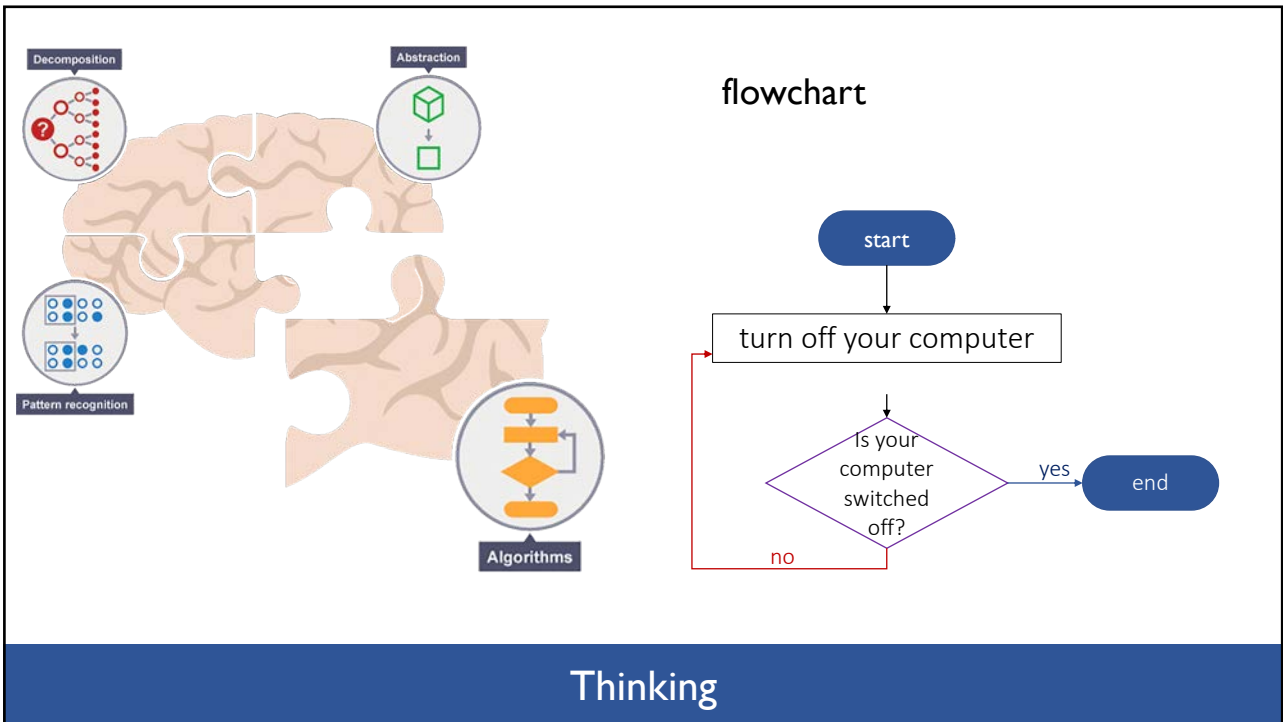 Decomposition
Abstraction
?
Pattern recognition
Algorithms
flowchart
start
turn off your computer
Is your
computer
switched
off?
yes
end
no
Thinking